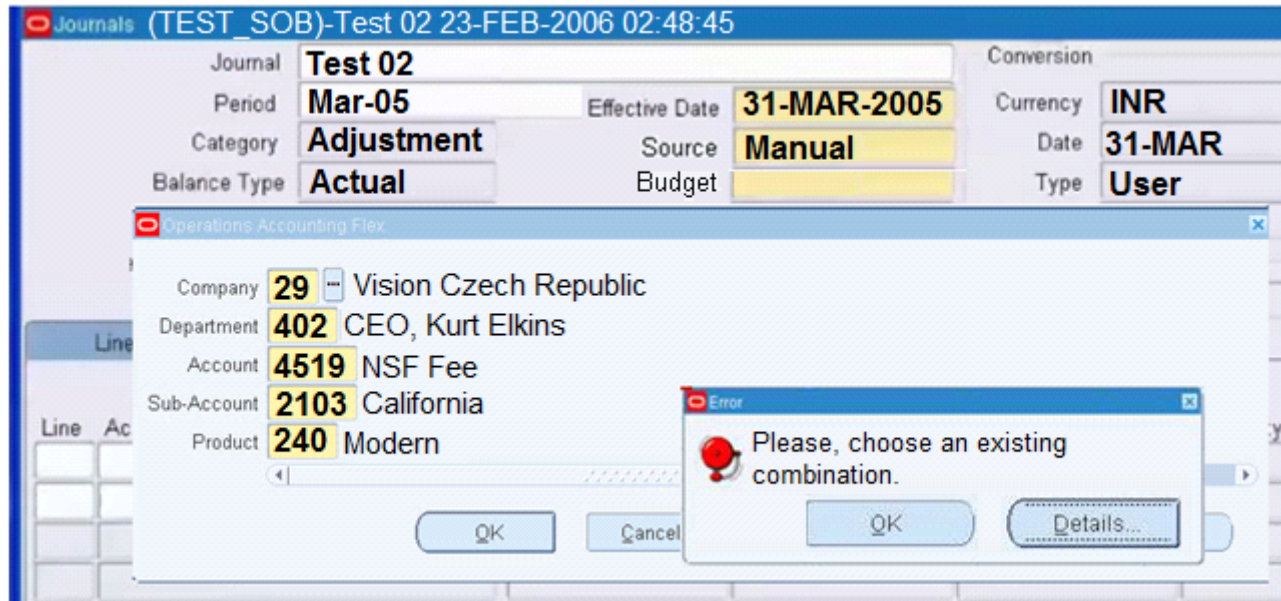 Journals (TEST_SOB)-Test 02 23-FEB-2006 02:48:45
Journal Test 02 Conversion
Period Mar-05 Effective Date 31-MAR-2005 Currency INR
Category Adjustment Source Manual Date 31-MAR
Balance Type Actual Budget Type User
Operations Accounting Flex
Company 29 Vision Czech Republic
Department 402 CEO, Kurt Elkins
Line
Account 4519 NSF Fee
Sub-Account 2103 California
Error
Line Ac
Product 240 Modern
Please, choose an existing
combination.
OK Cancel
OK Details...